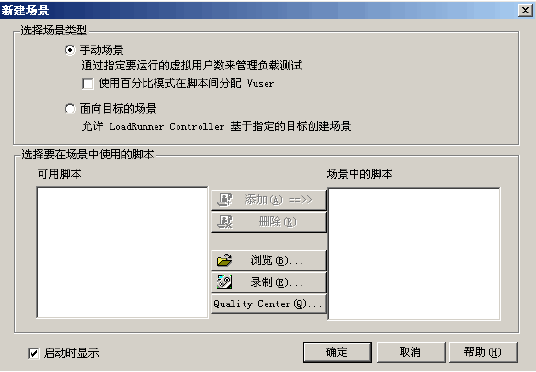 新建场景
选择场景类型
手动场景
通过指定要运行的虚拟用户数来管理负载测试
使用百分比模式在脚本间分配 Vuser
面向目标的场景
允许 LoadRunner Controller 基于指定的目标创建场景
选择要在场景中使用的脚本
可用脚本
场景中的脚本
添加(A) ==>>
删除(R)
浏览(B)...
录制(E)...
Quality Center(Q)...
启动时显示
确定
取消
帮助(H)